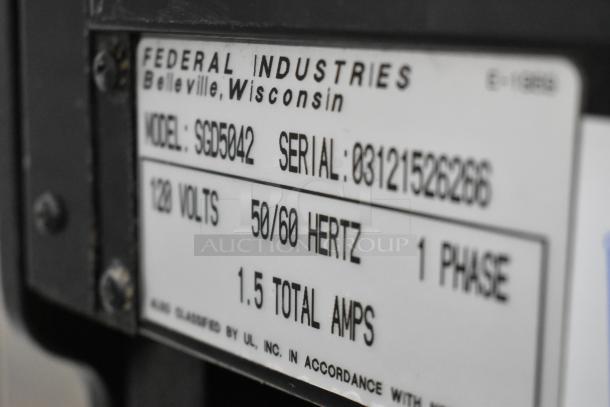 FEDERAL INDUSTRIES
Belleville, Wisconsin
MODEL: SGD5042 SERIAL: 03121526266
120 VOLTS 50/60 HERTZ 1 PHASE
AUCTION GROUP
1.5 TOTAL AMPS
ALSO CLASSIFIED BY UL, INC. IN ACCORDANCE WITH